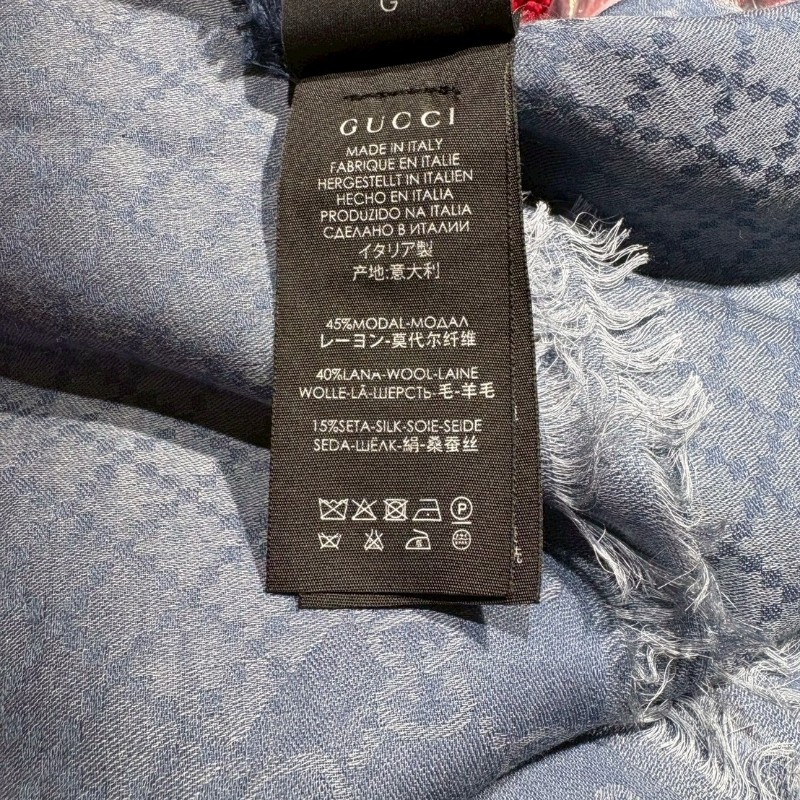 G
GUCCI
MADE IN ITALY
FABRIQUE EN ITALIE
HERGESTELLT IN ITALIEN
HECHO EN ITALIA
PRODUZIDO NA ITALIA
СДЕЛАНО В ИТАЛИИ
イタリア製
产地:意大利
45%MODAL-МОДАЛ
レーヨン-莫代尔纤维
40%LANA-WOOL-LAINE
WOLLE-LÃ-ШЕРСТЬ-毛-羊毛
15%SETA-SILK-SOIE-SEIDE
SEDA-ШЁЛК-絹-桑蚕丝
P